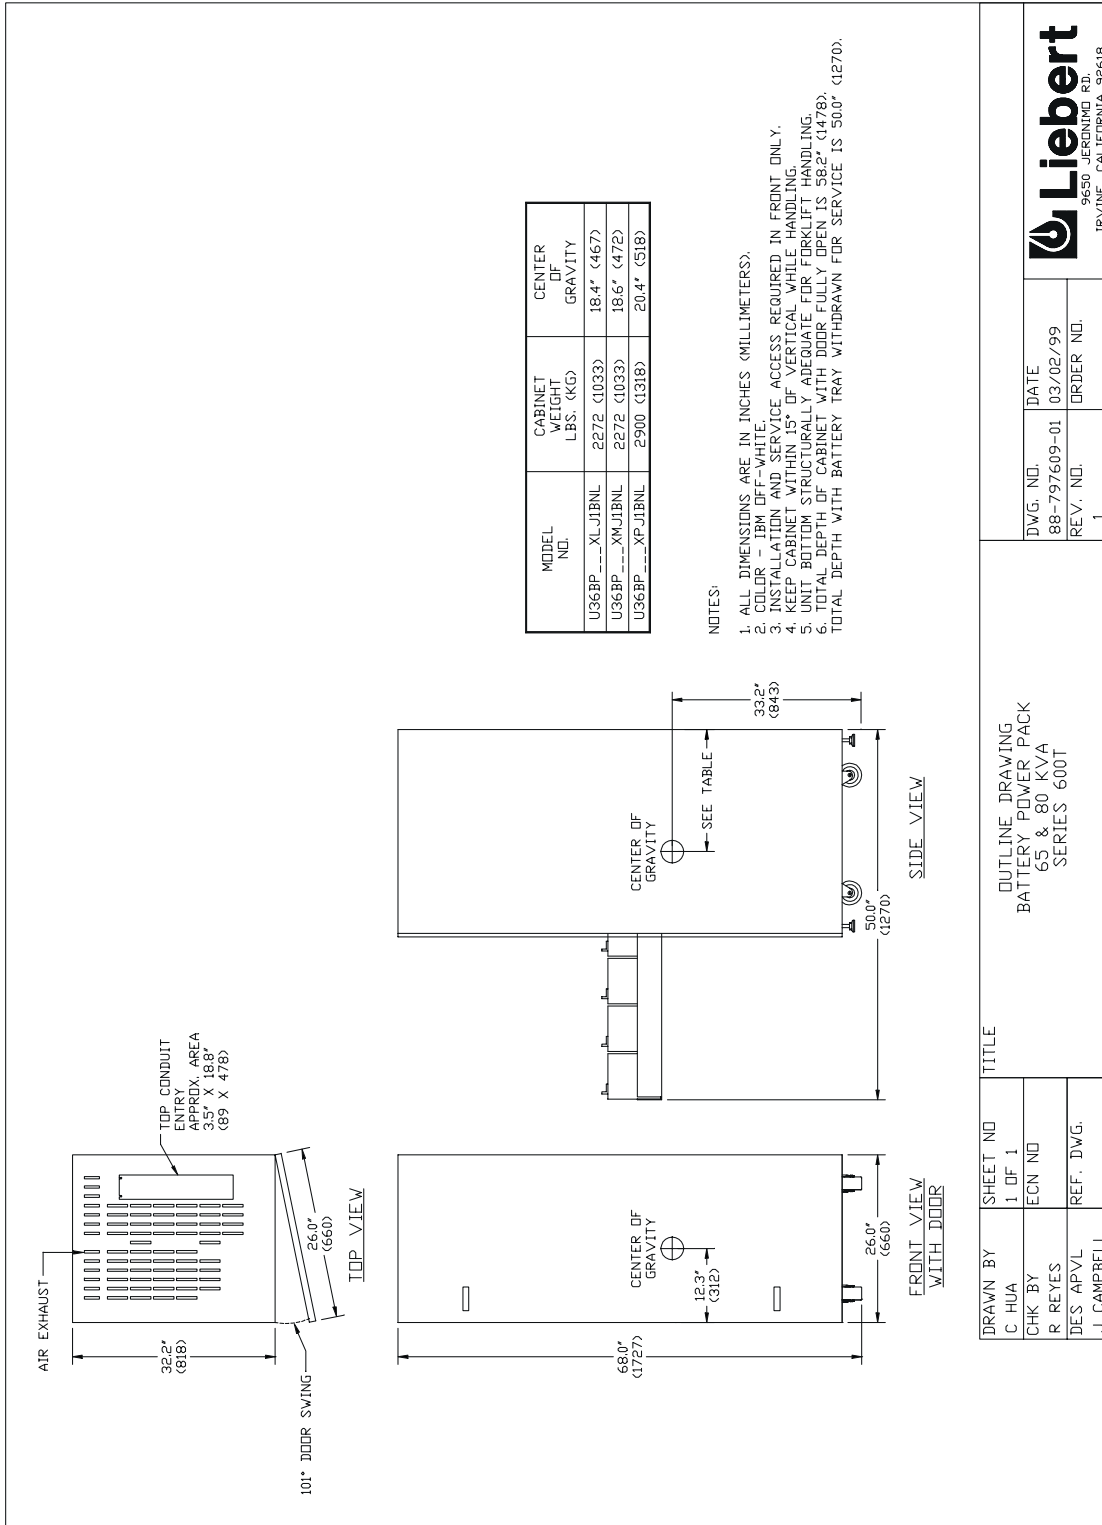 AIR EXHAUST
TOP CONDUIT
ENTRY
APPROX. AREA
3.5" X 18.8"
(89 X 478)
32.2"
(818)
101° DOOR SWING
26.0"
(660)
TOP VIEW
68.0"
(1727)
CENTER OF
GRAVITY
12.3"
(312)
26.0"
(660)
FRONT VIEW
WITH DOOR
CENTER OF
GRAVITY
SEE TABLE
33.2"
(843)
50.0"
(1270)
SIDE VIEW
MODEL
NO.
CABINET
WEIGHT
LBS. (KG)
CENTER
OF
GRAVITY
U36BP___XLJ1BNL 2272 (1033) 18.4" (467)
U36BP___XMJ1BNL 2272 (1033) 18.6" (472)
U36BP___XPJ1BNL 2900 (1318) 20.4" (518)
NOTES:
1. ALL DIMENSIONS ARE IN INCHES (MILLIMETERS).
2. COLOR - IBM OFF-WHITE.
3. INSTALLATION AND SERVICE ACCESS REQUIRED IN FRONT ONLY.
4. KEEP CABINET WITHIN 15° OF VERTICAL WHILE HANDLING.
5. UNIT BOTTOM STRUCTURALLY ADEQUATE FOR FORKLIFT HANDLING.
6. TOTAL DEPTH OF CABINET WITH DOOR FULLY OPEN IS 58.2" (1478).
TOTAL DEPTH WITH BATTERY TRAY WITHDRAWN FOR SERVICE IS 50.0" (1270).
DRAWN BY
C HUA
CHK BY
R REYES
DES APVL
J CAMPBELL
SHEET NO
1 OF 1
ECN NO
REF. DWG.
TITLE
OUTLINE DRAWING
BATTERY POWER PACK
65 & 80 KVA
SERIES 600T
DWG. NO.
88-797609-01
REV. NO.
1
DATE
03/02/99
ORDER NO.
Liebert
9650 JERONIMO RD.
IRVINE, CALIFORNIA 92618